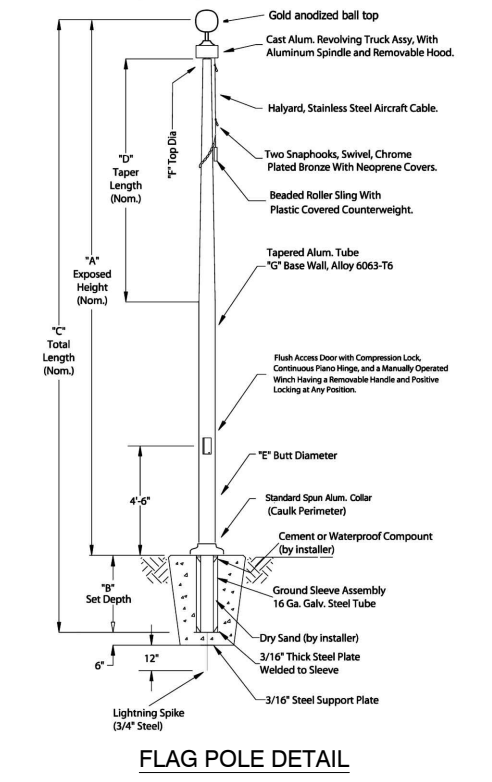 Gold anodized ball top
Cast Alum. Revolving Truck Assy, With
Aluminum Spindle and Removable Hood.
"F" Top Dia
Halyard, Stainless Steel Aircraft Cable.
"D"
Taper
Length
(Nom.)
Two Snaphooks, Swivel, Chrome
Plated Bronze With Neoprene Covers.
Beaded Roller Sling With
Plastic Covered Counterweight.
"A"
Exposed
Height
(Nom.)
Tapered Alum. Tube
"G" Base Wall, Alloy 6063-T6
"C"
Total
Length
(Nom.)
Flush Access Door with Compression Lock,
Continuous Piano Hinge, and a Manually Operated
Winch Having a Removable Handle and Positive
Locking at Any Position.
"E" Butt Diameter
4'-6"
Standard Spun Alum. Collar
(Caulk Perimeter)
Cement or Waterproof Compount
(by installer)
"B"
Set Depth
Ground Sleeve Assembly
16 Ga. Galv. Steel Tube
Dry Sand (by installer)
6"
12"
3/16" Thick Steel Plate
Welded to Sleeve
3/16" Steel Support Plate
Lightning Spike
(3/4" Steel)
FLAG POLE DETAIL